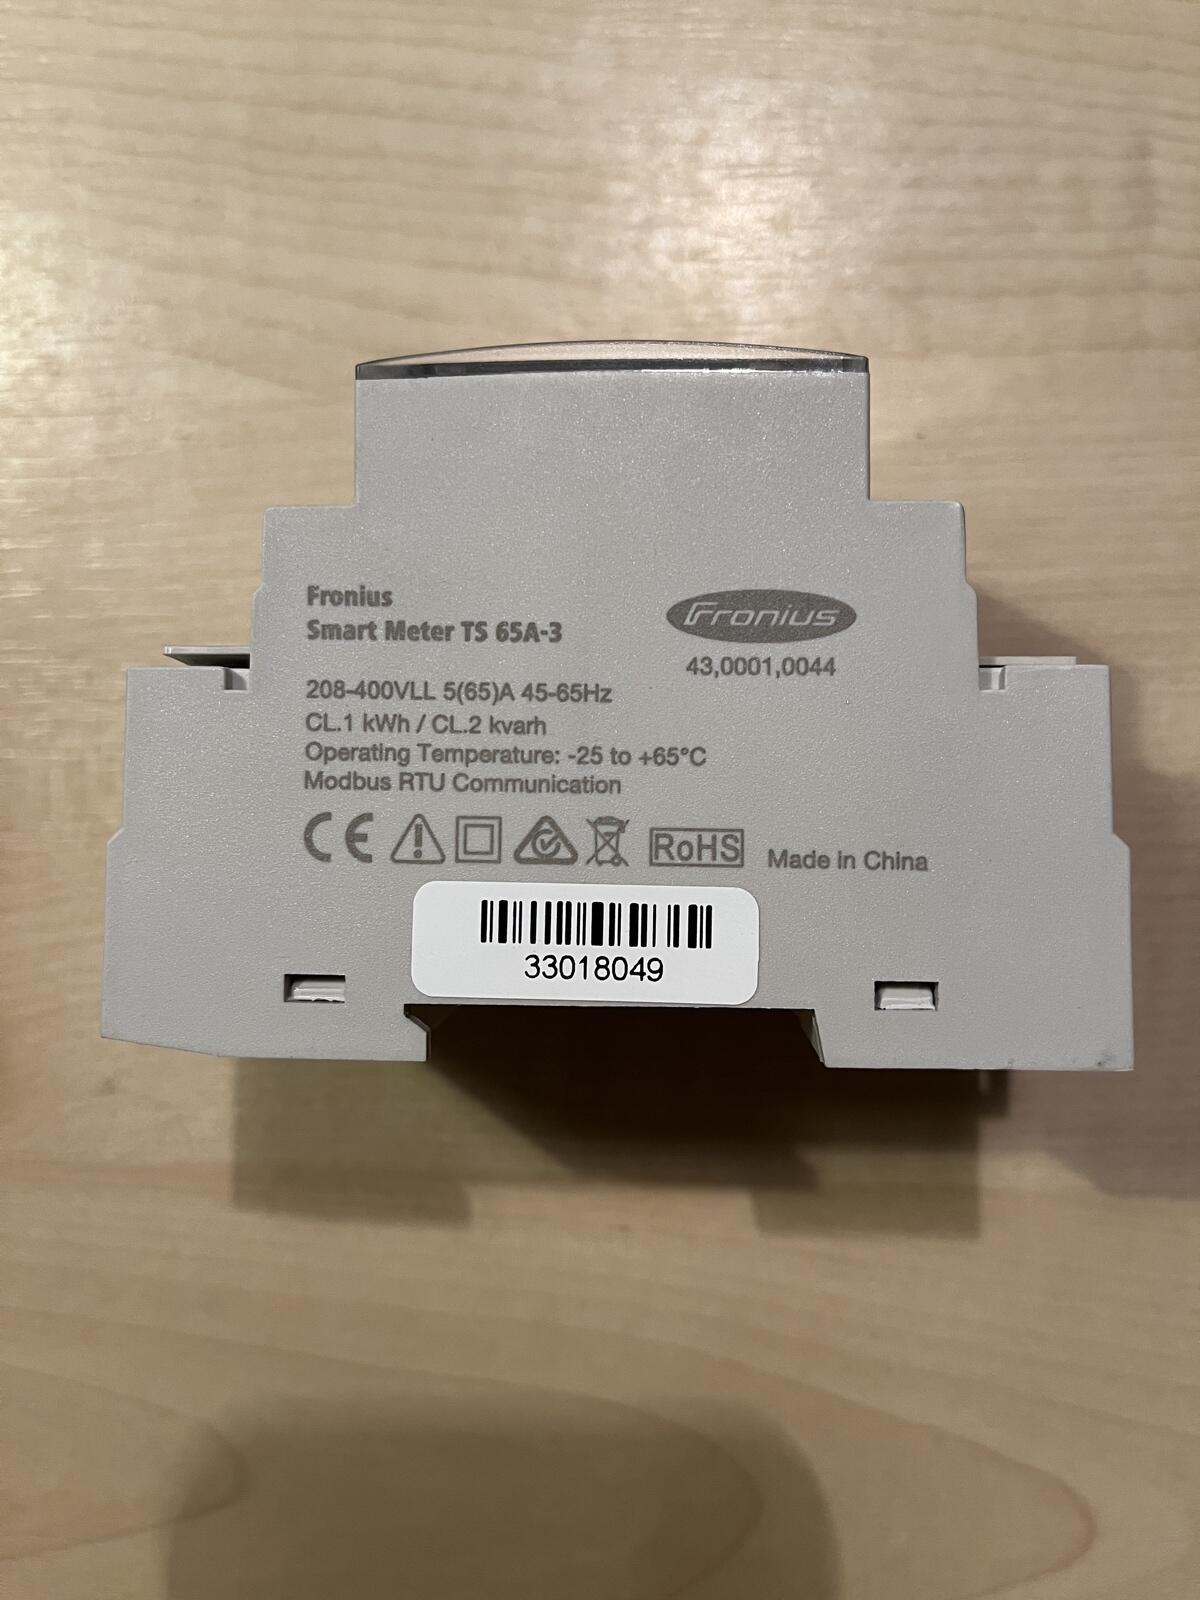 Fronius
Smart Meter TS 65A-3
Fronius
43,0001,0044
208-400VLL 5(65)A 45-65Hz
CL.1 kWh / CL.2 kvarh
Operating Temperature: -25 to +65°C
Modbus RTU Communication
CE
RoHS
Made in China
33018049